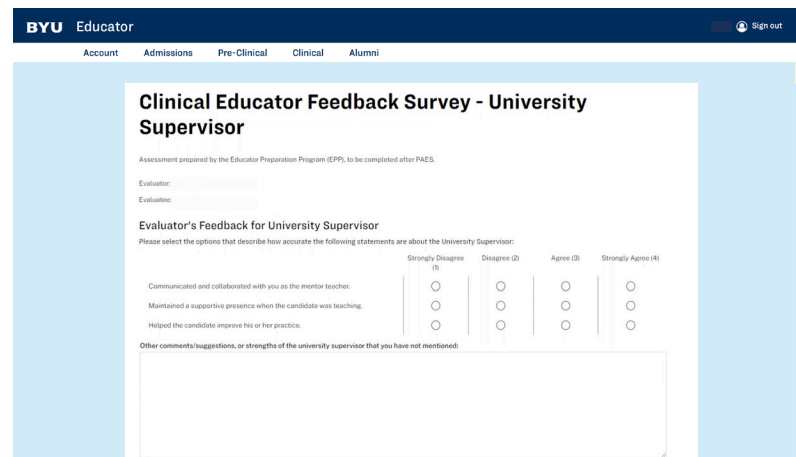 BYU Educator
Sign out
Account Admissions Pre-Clinical Clinical Alumni
Clinical Educator Feedback Survey - University
Supervisor
Assessment prepared by the Educator Preparation Program (EPP), to be completed after PAES.
Evaluator:
Evaluatee:
Evaluator's Feedback for University Supervisor
Please select the options that describe how accurate the following statements are about the University Supervisor:
Strongly Disagree (1) Disagree (2) Agree (3) Strongly Agree (4)
Communicated and collaborated with you as the mentor teacher.
Maintained a supportive presence when the candidate was teaching.
Helped the candidate improve his or her practice.
Other comments/suggestions, or strengths of the university supervisor that you have not mentioned: